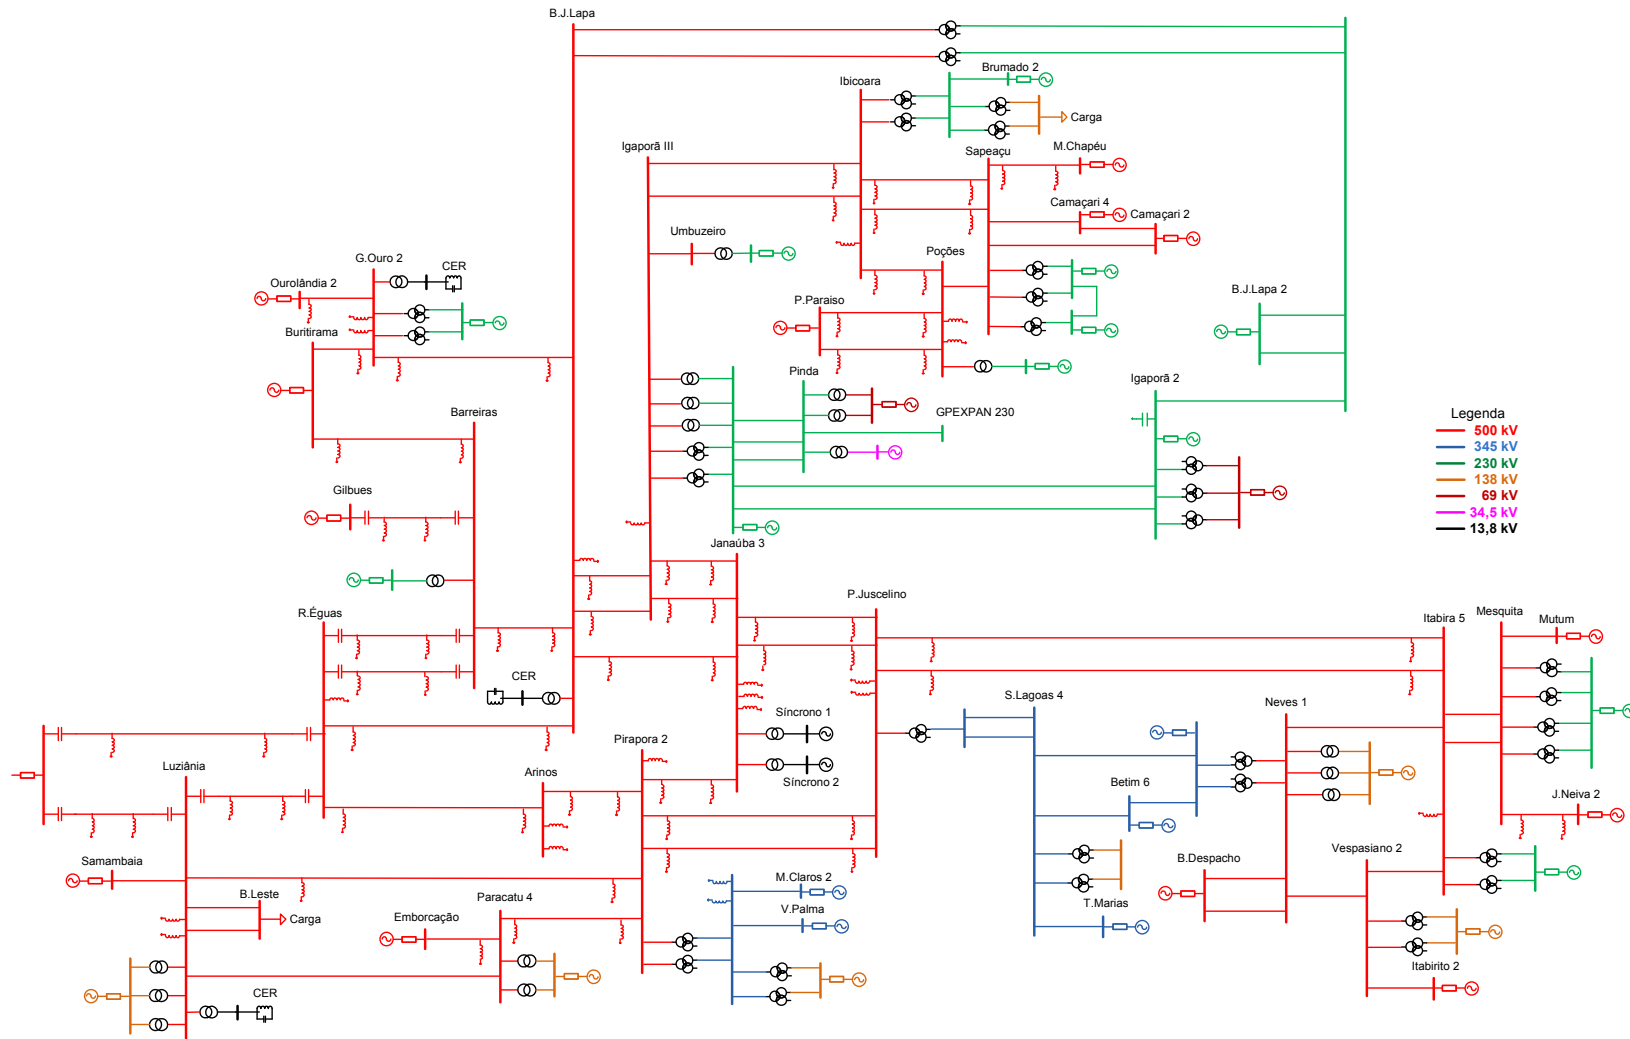 B.J.Lapa
Ibicoara
Brumado 2
Carga
Igaporã III
Sapeaçu
M.Chapéu
Camaçari 4
Camaçari 2
Umbuzeiro
Poções
G.Ouro 2
CER
Ourolândia 2
Buritirama
P.Paraiso
B.J.Lapa 2
Pinda
Igaporã 2
GPEXPAN 230
Barreiras
Legenda
500 kV
345 kV
230 kV
138 kV
69 kV
34,5 kV
13,8 kV
Gilbues
Janaúba 3
R.Éguas
P.Juscelino
Itabira 5
Mesquita
Mutum
CER
S.Lagoas 4
Neves 1
Síncrono 1
Pirapora 2
Síncrono 2
Luziânia
Arinos
Betim 6
J.Neiva 2
Samambaia
B.Despacho
Vespasiano 2
B.Leste
Carga
Paracatu 4
Emborcação
M.Claros 2
V.Palma
T.Marias
Itabirito 2
CER